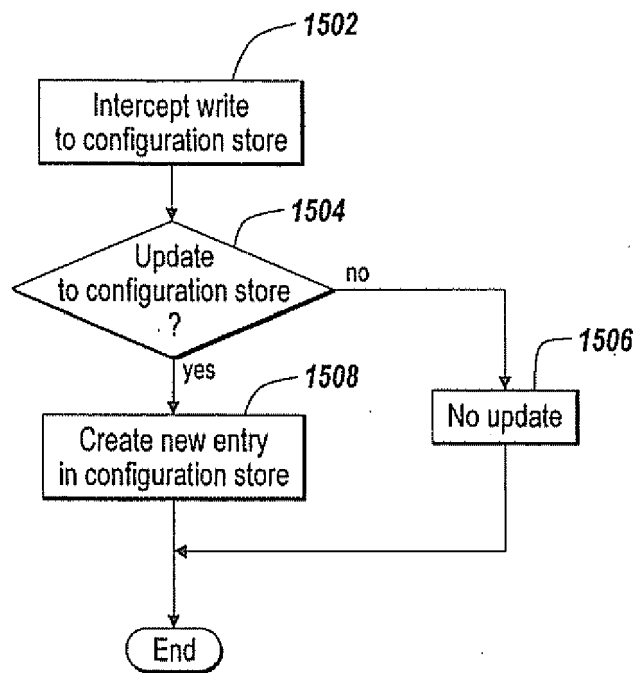 1502
Intercept write
to configuration store
1504
Update
to configuration store
?
no
yes
1506
No update
1508
Create new entry
in configuration store
End